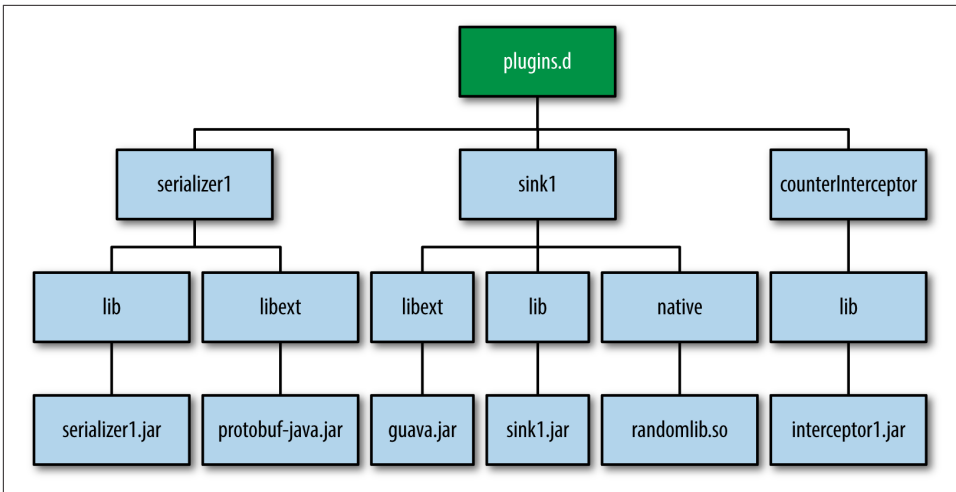 plugins.d
serializer1
sink1
counterInterceptor
lib
libext
libext
lib
native
lib
serializer1.jar
protobuf-java.jar
guava.jar
sink1.jar
randomlib.so
interceptor1.jar